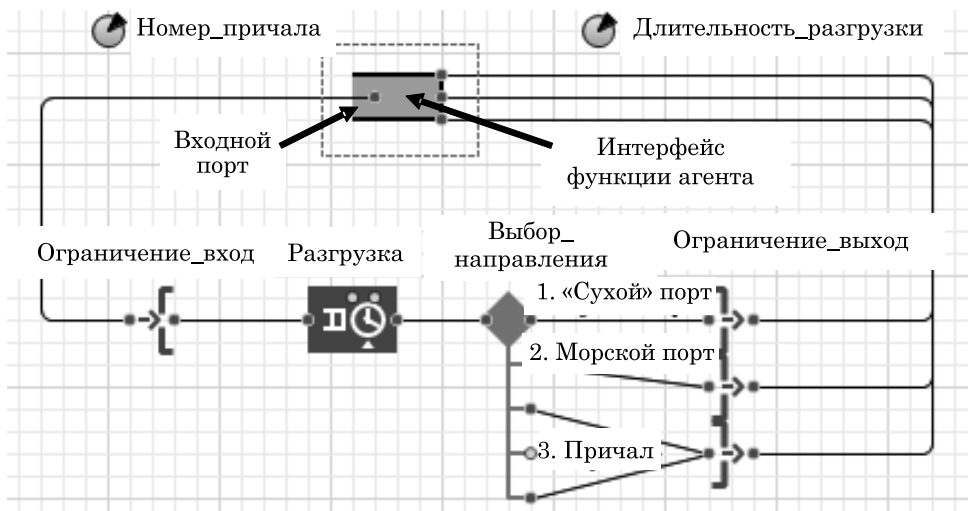 Номер_причала
Длительность_разгрузки
Входной
порт
Интерфейс
функции агента
Ограничение_вход
Разгрузка
Выбор_
направления
Ограничение_выход
1. «Сухой» порт
2. Морской порт
3. Причал